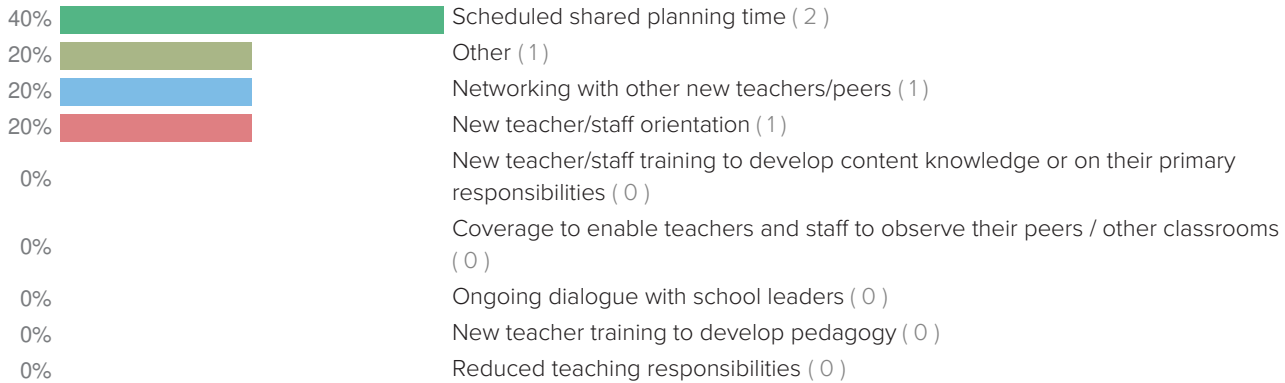 40% Scheduled shared planning time ( 2 )
20% Other ( 1 )
20% Networking with other new teachers/peers ( 1 )
20% New teacher/staff orientation ( 1 )
0% New teacher/staff training to develop content knowledge or on their primary
responsibilities ( 0 )
0% Coverage to enable teachers and staff to observe their peers / other classrooms
( 0 )
0% Ongoing dialogue with school leaders ( 0 )
0% New teacher training to develop pedagogy ( 0 )
0% Reduced teaching responsibilities ( 0 )